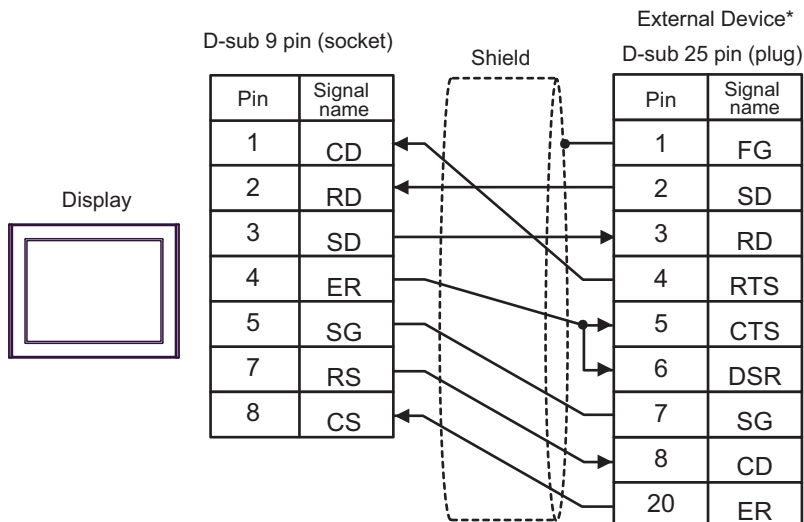 External Device*
D-sub 9 pin (socket)
Shield
D-sub 25 pin (plug)
Display
Pin Signal name
1 CD
2 RD
3 SD
4 ER
5 SG
7 RS
8 CS
Pin Signal name
1 FG
2 SD
3 RD
4 RTS
5 CTS
6 DSR
7 SG
8 CD
20 ER